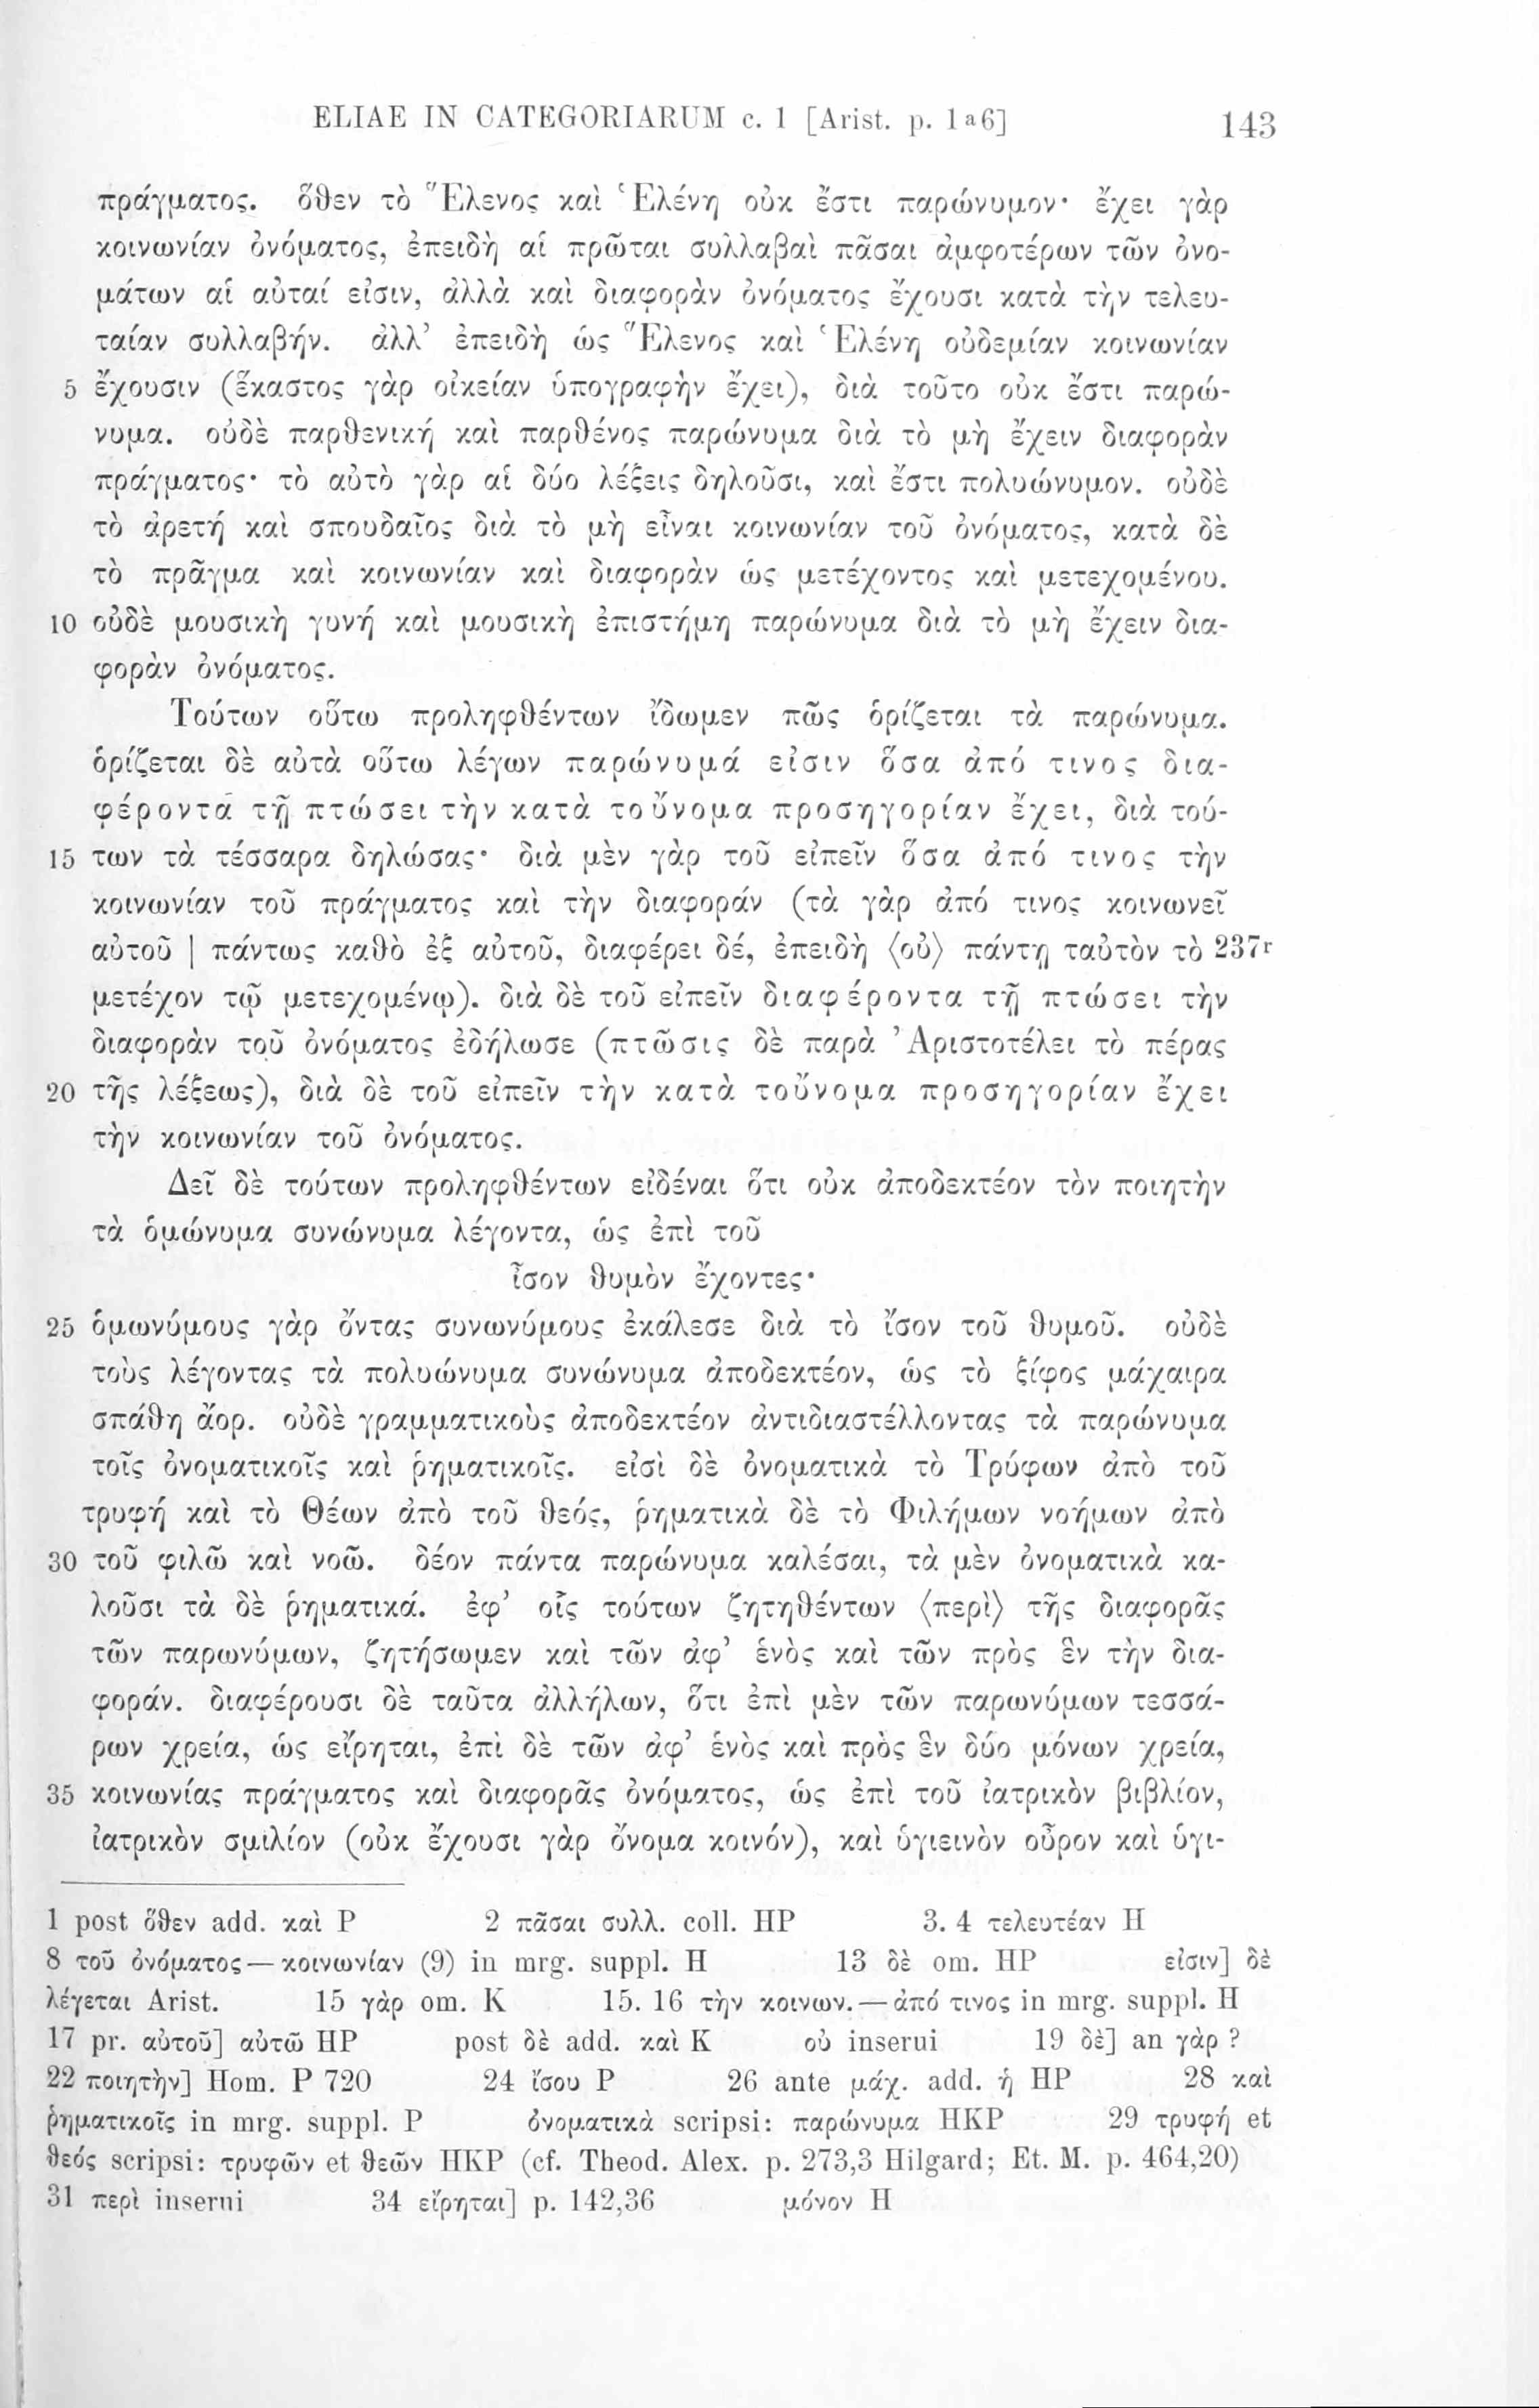 ELIAE IN CATEGORIARUM c. 1 [Arist. p. 1ᵃ6] 143
πράγματος. ὅθεν τὸ Ἕλενος καὶ Ἑλένη οὐκ ἔστι παρώνυμον· ἔχει γὰρ
κοινωνίαν ὀνόματος, ἐπειδὴ αἱ πρῶται συλλαβαὶ πᾶσαι ἀμφοτέρων τῶν ὀνο-
μάτων αἱ αὐταί εἰσιν, ἀλλὰ καὶ διαφορὰν ὀνόματος ἔχουσι κατὰ τὴν τελευ-
ταίαν συλλαβήν. ἀλλ’ ἐπειδὴ ὡς Ἕλενος καὶ Ἑλένη οὐδεμίαν κοινωνίαν
5 ἔχουσιν (ἕκαστος γὰρ οἰκείαν ὑπογραφὴν ἔχει), διὰ τοῦτο οὐκ ἔστι παρώ-
νυμα. οὐδὲ παρθενική καὶ παρθένος παρώνυμα διὰ τὸ μὴ ἔχειν διαφορὰν
πράγματος· τὸ αὐτὸ γὰρ αἱ δύο λέξεις δηλοῦσι, καὶ ἔστι πολυώνυμον. οὐδὲ
τὸ ἀρετή καὶ σπουδαῖος διὰ τὸ μὴ εἶναι κοινωνίαν τοῦ ὀνόματος, κατὰ δὲ
τὸ πρᾶγμα καὶ κοινωνίαν καὶ διαφορὰν ὡς μετέχοντος καὶ μετεχομένου.
10 οὐδὲ μουσικὴ γυνή καὶ μουσικὴ ἐπιστήμη παρώνυμα διὰ τὸ μὴ ἔχειν δια-
φορὰν ὀνόματος.
Τούτων οὕτω προληφθέντων ἴδωμεν πῶς ὁρίζεται τὰ παρώνυμα.
ὁρίζεται δὲ αὐτὰ οὕτω λέγων παρώνυμά εἰσιν ὅσα ἀπό τινος δια-
φέροντα τῇ πτώσει τὴν κατὰ τοὔνομα προσηγορίαν ἔχει, διὰ τού-
15 των τὰ τέσσαρα δηλώσας· διὰ μὲν γὰρ τοῦ εἰπεῖν ὅσα ἀπό τινος τὴν
κοινωνίαν τοῦ πράγματος καὶ τὴν διαφοράν (τὰ γὰρ ἀπό τινος κοινωνεῖ
αὐτοῦ | πάντως καθὸ ἐξ αὐτοῦ, διαφέρει δέ, ἐπειδὴ ⟨οὐ⟩ πάντῃ ταὐτὸν τὸ 237ʳ
μετέχον τῷ μετεχομένῳ). διὰ δὲ τοῦ εἰπεῖν διαφέροντα τῇ πτώσει τὴν
διαφορὰν τοῦ ὀνόματος ἐδήλωσε (πτῶσις δὲ παρὰ Ἀριστοτέλει τὸ πέρας
20 τῆς λέξεως), διὰ δὲ τοῦ εἰπεῖν τὴν κατὰ τοὔνομα προσηγορίαν ἔχει
τὴν κοινωνίαν τοῦ ὀνόματος.
Δεῖ δὲ τούτων προληφθέντων εἰδέναι ὅτι οὐκ ἀποδεκτέον τὸν ποιητὴν
τὰ ὁμώνυμα συνώνυμα λέγοντα, ὡς ἐπὶ τοῦ
ἶσον θυμὸν ἔχοντες·
25 ὁμωνύμους γὰρ ὄντας συνωνύμους ἐκάλεσε διὰ τὸ ἴσον τοῦ θυμοῦ. οὐδὲ
τοὺς λέγοντας τὰ πολυώνυμα συνώνυμα ἀποδεκτέον, ὡς τὸ ξίφος μάχαιρα
σπάθη ἄορ. οὐδὲ γραμματικοὺς ἀποδεκτέον ἀντιδιαστέλλοντας τὰ παρώνυμα
τοῖς ὀνοματικοῖς καὶ ῥηματικοῖς. εἰσὶ δὲ ὀνοματικὰ τὸ Τρύφων ἀπὸ τοῦ
τρυφή καὶ τὸ Θέων ἀπὸ τοῦ θεός, ῥηματικὰ δὲ τὸ Φιλήμων νοήμων ἀπὸ
30 τοῦ φιλῶ καὶ νοῶ. δέον πάντα παρώνυμα καλέσαι, τὰ μὲν ὀνοματικὰ κα-
λοῦσι τὰ δὲ ῥηματικά. ἐφ’ οἷς τούτων ζητηθέντων ⟨περὶ⟩ τῆς διαφορᾶς
τῶν παρωνύμων, ζητήσωμεν καὶ τῶν ἀφ’ ἑνὸς καὶ τῶν πρὸς ἓν τὴν δια-
φοράν. διαφέρουσι δὲ ταῦτα ἀλλήλων, ὅτι ἐπὶ μὲν τῶν παρωνύμων τεσσά-
ρων χρεία, ὡς εἴρηται, ἐπὶ δὲ τῶν ἀφ’ ἑνὸς καὶ πρὸς ἓν δύο μόνων χρεία,
35 κοινωνίας πράγματος καὶ διαφορᾶς ὀνόματος, ὡς ἐπὶ τοῦ ἰατρικὸν βιβλίον,
ἰατρικὸν σμιλίον (οὐκ ἔχουσι γὰρ ὄνομα κοινόν), καὶ ὑγιεινὸν οὖρον καὶ ὑγι-
1 post ὅθεν add. καὶ P 2 πᾶσαι συλλ. coll. HP 3. 4 τελευτέαν H
8 τοῦ ὀνόματος — κοινωνίαν (9) in mrg. suppl. H 13 δὲ om. HP εἰσιν] δὲ
λέγεται Arist. 15 γὰρ om. K 15. 16 τὴν κοινων. — ἀπό τινος in mrg. suppl. H
17 pr. αὐτοῦ] αὐτῶ HP post δὲ add. καὶ K οὐ inserui 19 δὲ] an γὰρ ?
22 ποιητὴν] Hom. P 720 24 ἴσου P 26 ante μάχ. add. ἡ HP 28 καὶ
ῥηματικοῖς in mrg. suppl. P ὀνοματικὰ scripsi: παρώνυμα HKP 29 τρυφή et
θεός scripsi: τρυφῶν et θεῶν HKP (cf. Theod. Alex. p. 273,3 Hilgard; Et. M. p. 464,20)
31 περὶ inserui 34 εἴρηται] p. 142,36 μόνον H